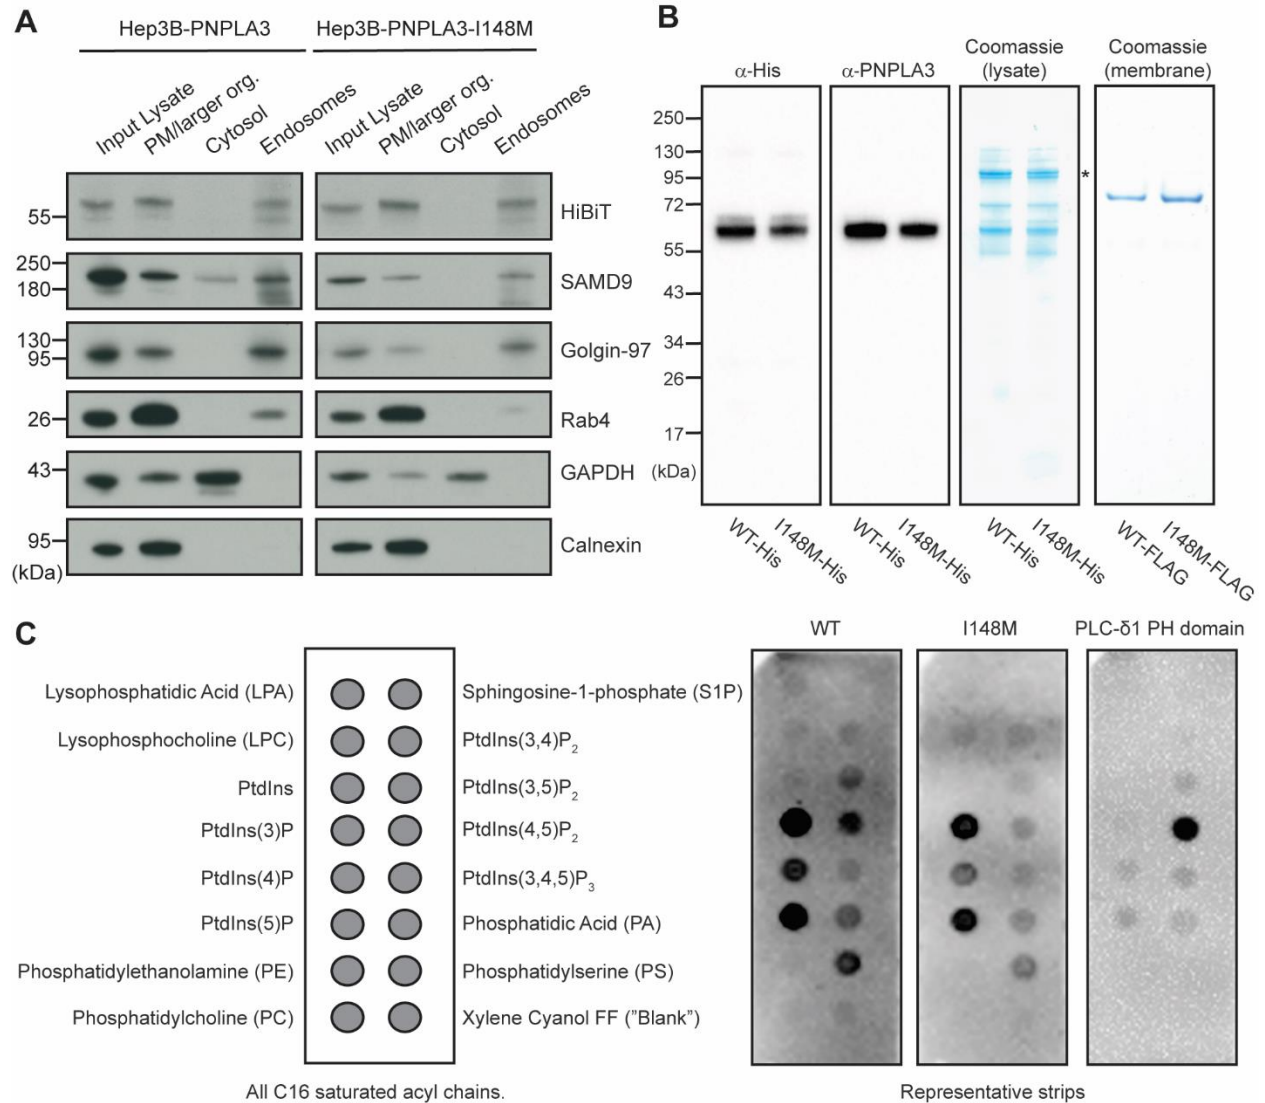 A
Hep3B-PNPLA3
Hep3B-PNPLA3-I148M
Input Lysate
PM/larger org.
Cytosol
Endosomes
Input Lysate
PM/larger org.
Cytosol
Endosomes
55
HiBiT
250
180
SAMD9
130
95
Golgin-97
26
Rab4
43
GAPDH
95
(kDa)
Calnexin
B
α-His
α-PNPLA3
Coomassie
(lysate)
Coomassie
(membrane)
250
130
95
72
55
43
34
26
17
(kDa)
*
WT-His
I148M-His
WT-His
I148M-His
WT-His
I148M-His
WT-FLAG
I148M-FLAG
C
Lysophosphatidic Acid (LPA)
Sphingosine-1-phosphate (S1P)
Lysophosphocholine (LPC)
PtdIns(3,4)P2
PtdIns
PtdIns(3,5)P2
PtdIns(3)P
PtdIns(4,5)P2
PtdIns(4)P
PtdIns(3,4,5)P3
PtdIns(5)P
Phosphatidic Acid (PA)
Phosphatidylethanolamine (PE)
Phosphatidylserine (PS)
Phosphatidylcholine (PC)
Xylene Cyanol FF ("Blank")
All C16 saturated acyl chains.
WT
I148M
PLC-δ1 PH domain
Representative strips